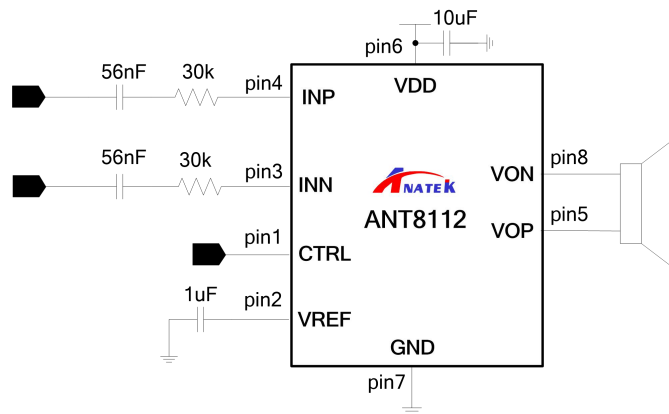 10uF
pin6
56nF 30k pin4
VDD
INP
56nF 30k pin3
INN
ANATEK
VON pin8
ANT8112
VOP pin5
pin1
CTRL
1uF pin2
VREF
GND
pin7